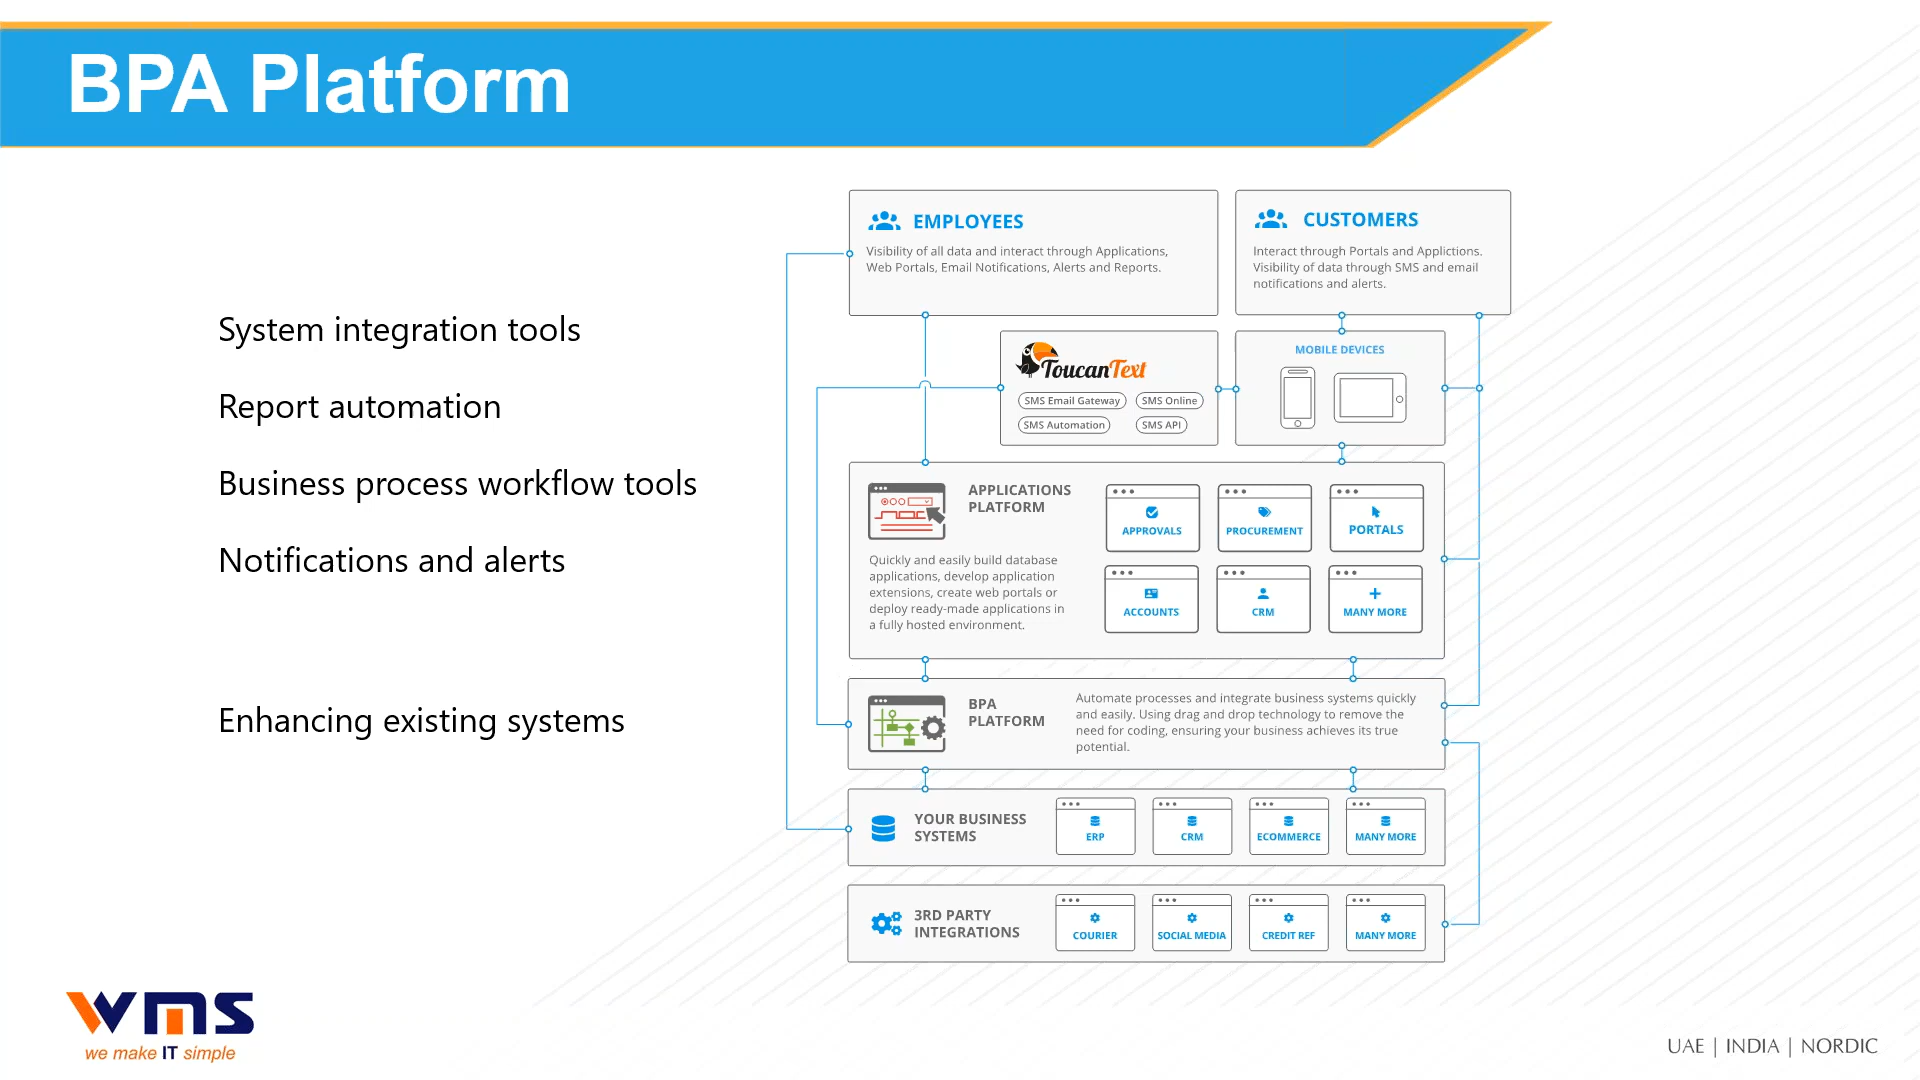 BPA Platform
System integration tools
Report automation
Business process workflow tools
Notifications and alerts
Enhancing existing systems
EMPLOYEES
Visibility of all data and interact through Applications,
Web Portals, Email Notifications, Alerts and Reports.
CUSTOMERS
Interact through Portals and Applictions.
Visibility of data through SMS and email
notifications and alerts.
ToucanText
SMS Email Gateway
SMS Online
SMS Automation
SMS API
MOBILE DEVICES
APPLICATIONS
PLATFORM
Quickly and easily build database
applications, develop application
extensions, create web portals or
deploy ready-made applications in
a fully hosted environment.
APPROVALS
PROCUREMENT
PORTALS
ACCOUNTS
CRM
MANY MORE
BPA
PLATFORM
Automate processes and integrate business systems quickly
and easily. Using drag and drop technology to remove the
need for coding, ensuring your business achieves its true
potential.
YOUR BUSINESS
SYSTEMS
ERP
CRM
ECOMMERCE
MANY MORE
3RD PARTY
INTEGRATIONS
COURIER
SOCIAL MEDIA
CREDIT REF
MANY MORE
wms
we make IT simple
UAE | INDIA | NORDIC